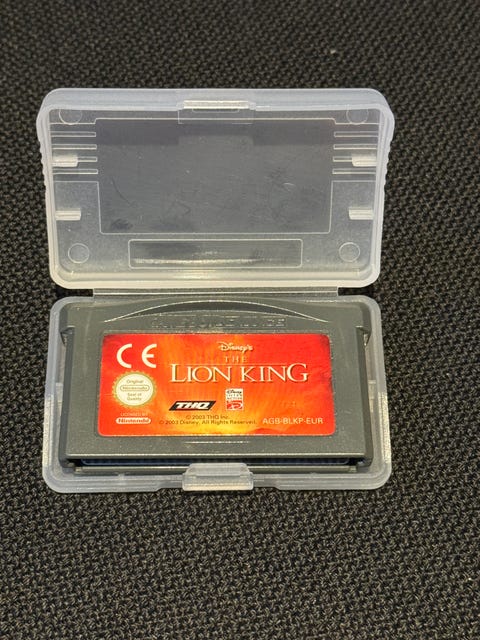 CE
Disney's
THE
LION KING
Original
Nintendo
Seal of
Quality
LICENSED BY
Nintendo
THQ
© 2003 THQ Inc.
© 2003 Disney. All Rights Reserved.
AGB-BLKP-EUR